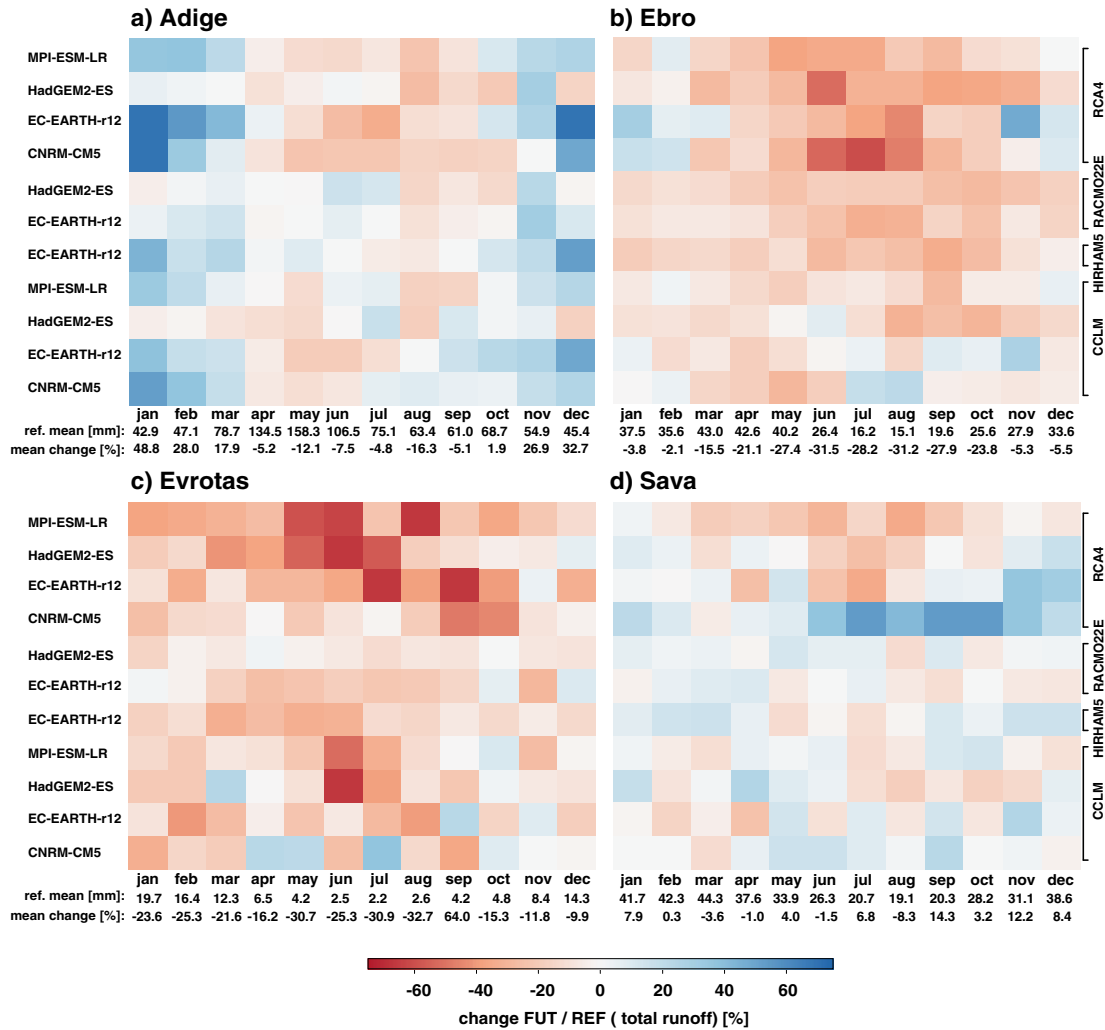 a) Adige
b) Ebro
MPI-ESM-LR
HadGEM2-ES
EC-EARTH-r12
CNRM-CM5
HadGEM2-ES
EC-EARTH-r12
EC-EARTH-r12
MPI-ESM-LR
HadGEM2-ES
EC-EARTH-r12
CNRM-CM5
RCA4
RACMO22E
HIRHAM5
CCLM
jan feb mar apr may jun jul aug sep oct nov dec
jan feb mar apr may jun jul aug sep oct nov dec
ref. mean [mm]: 42.9 47.1 78.7 134.5 158.3 106.5 75.1 63.4 61.0 68.7 54.9 45.4
37.5 35.6 43.0 42.6 40.2 26.4 16.2 15.1 19.6 25.6 27.9 33.6
mean change [%]: 48.8 28.0 17.9 -5.2 -12.1 -7.5 -4.8 -16.3 -5.1 1.9 26.9 32.7
-3.8 -2.1 -15.5 -21.1 -27.4 -31.5 -28.2 -31.2 -27.9 -23.8 -5.3 -5.5
c) Evrotas
d) Sava
MPI-ESM-LR
HadGEM2-ES
EC-EARTH-r12
CNRM-CM5
HadGEM2-ES
EC-EARTH-r12
EC-EARTH-r12
MPI-ESM-LR
HadGEM2-ES
EC-EARTH-r12
CNRM-CM5
RCA4
RACMO22E
HIRHAM5
CCLM
jan feb mar apr may jun jul aug sep oct nov dec
jan feb mar apr may jun jul aug sep oct nov dec
ref. mean [mm]: 19.7 16.4 12.3 6.5 4.2 2.5 2.2 2.6 4.2 4.8 8.4 14.3
41.7 42.3 44.3 37.6 33.9 26.3 20.7 19.1 20.3 28.2 31.1 38.6
mean change [%]: -23.6 -25.3 -21.6 -16.2 -30.7 -25.3 -30.9 -32.7 64.0 -15.3 -11.8 -9.9
7.9 0.3 -3.6 -1.0 4.0 -1.5 6.8 -8.3 14.3 3.2 12.2 8.4
-60 -40 -20 0 20 40 60
change FUT / REF ( total runoff) [%]